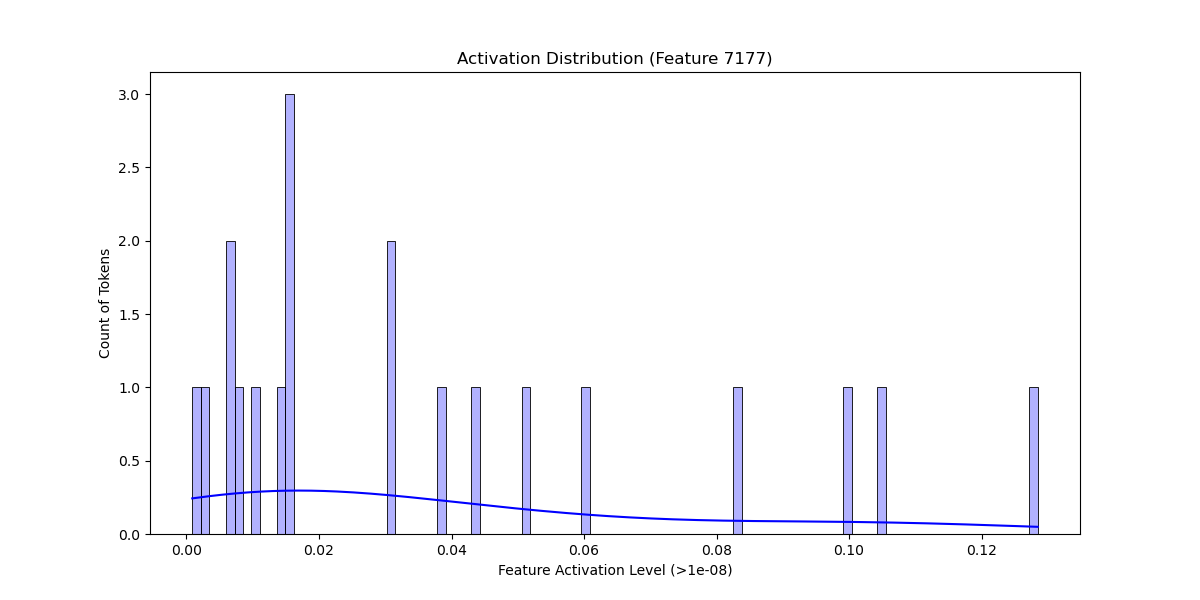 Activation Distribution (Feature 7177)
3.0
2.5
2.0
1.5
1.0
0.5
0.0
Count of Tokens
0.00 0.02 0.04 0.06 0.08 0.10 0.12
Feature Activation Level (>1e-08)